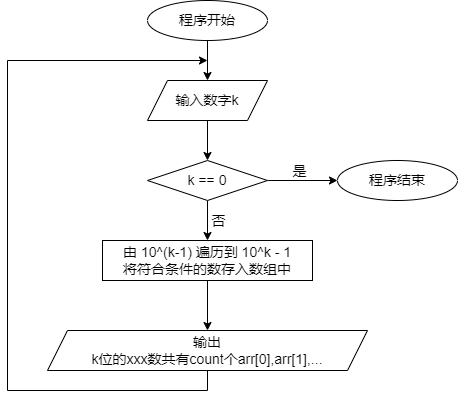 程序开始
输入数字k
k == 0
是
程序结束
否
由 10^(k-1) 遍历到 10^k - 1
将符合条件的数存入数组中
输出
k位的xxx数共有count个arr[0],arr[1],...